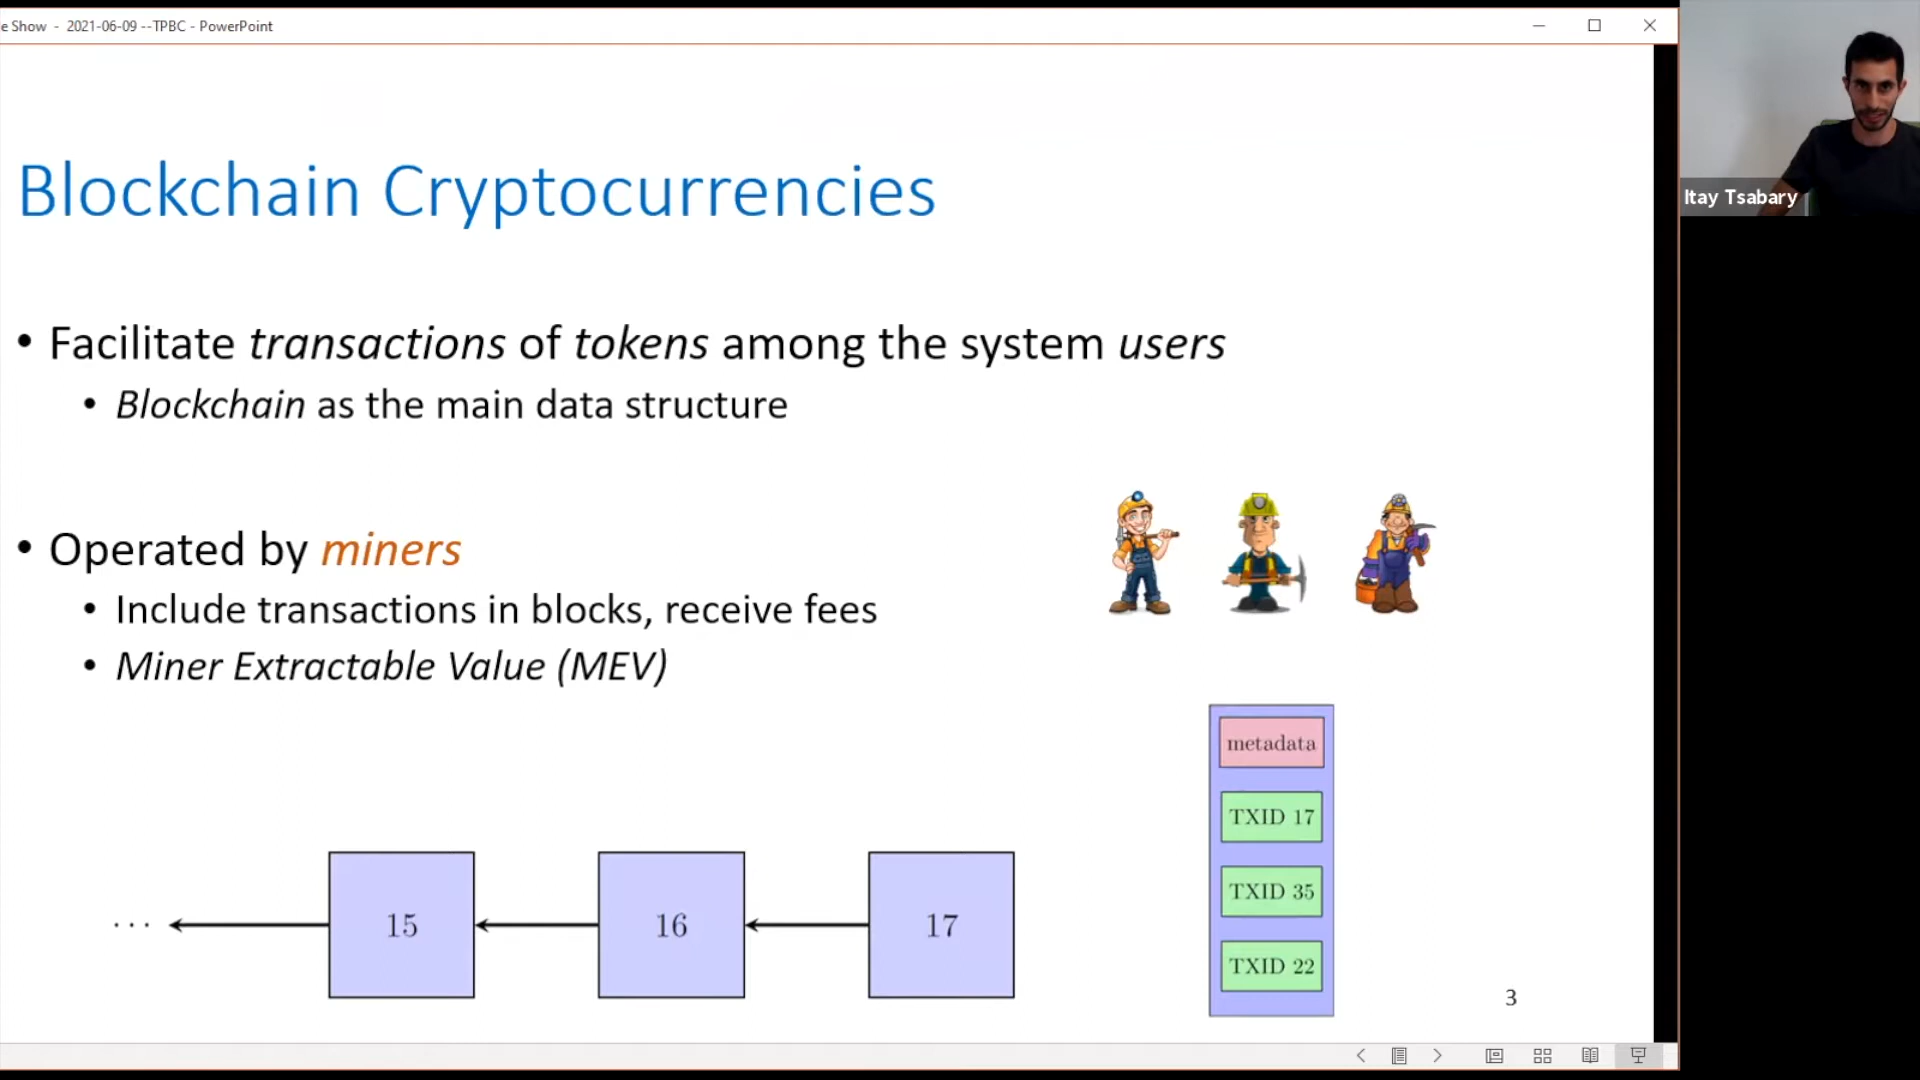 e Show - 2021-06-09 --TPBC - PowerPoint
Itay Tsabary
Blockchain Cryptocurrencies
• Facilitate transactions of tokens among the system users
• Blockchain as the main data structure
• Operated by miners
• Include transactions in blocks, receive fees
• Miner Extractable Value (MEV)
metadata
TXID 17
TXID 35
TXID 22
... 15 16 17
3